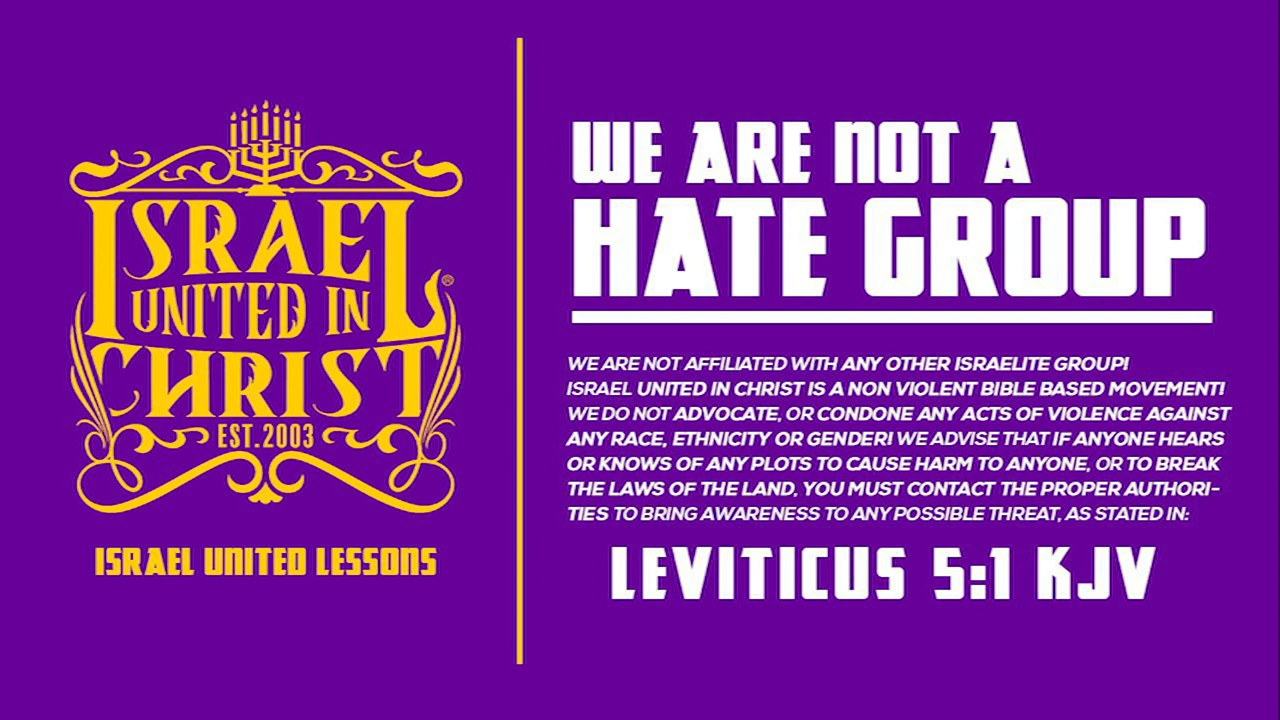 ISRAEL
UNITED IN
CHRIST
EST. 2003
®
ISRAEL UNITED LESSONS
WE ARE NOT A
HATE GROUP
WE ARE NOT AFFILIATED WITH ANY OTHER ISRAELITE GROUP!
ISRAEL UNITED IN CHRIST IS A NON VIOLENT BIBLE BASED MOVEMENT!
WE DO NOT ADVOCATE, OR CONDONE ANY ACTS OF VIOLENCE AGAINST
ANY RACE, ETHNICITY OR GENDER! WE ADVISE THAT IF ANYONE HEARS
OR KNOWS OF ANY PLOTS TO CAUSE HARM TO ANYONE, OR TO BREAK
THE LAWS OF THE LAND, YOU MUST CONTACT THE PROPER AUTHORI-
TIES TO BRING AWARENESS TO ANY POSSIBLE THREAT, AS STATED IN:
LEVITICUS 5:1 KJV